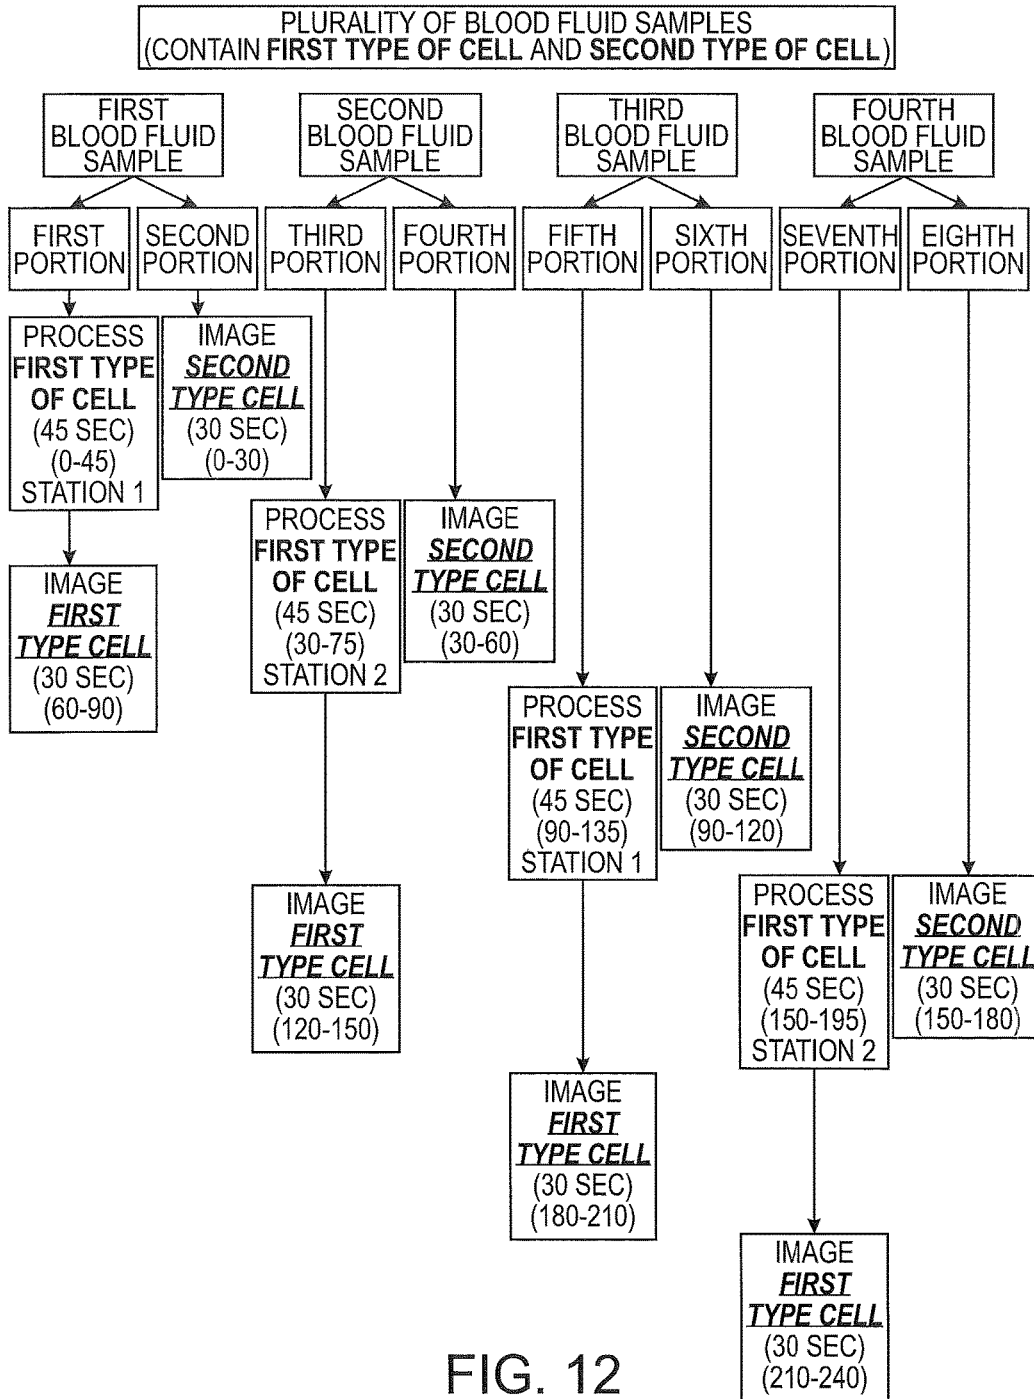 PLURALITY OF BLOOD FLUID SAMPLES
(CONTAIN FIRST TYPE OF CELL AND SECOND TYPE OF CELL)
FIRST
BLOOD FLUID
SAMPLE
SECOND
BLOOD FLUID
SAMPLE
THIRD
BLOOD FLUID
SAMPLE
FOURTH
BLOOD FLUID
SAMPLE
FIRST
PORTION
SECOND
PORTION
THIRD
PORTION
FOURTH
PORTION
FIFTH
PORTION
SIXTH
PORTION
SEVENTH
PORTION
EIGHTH
PORTION
PROCESS
FIRST TYPE
OF CELL
(45 SEC)
(0-45)
STATION 1
IMAGE
SECOND
TYPE CELL
(30 SEC)
(0-30)
PROCESS
FIRST TYPE
OF CELL
(45 SEC)
(30-75)
STATION 2
IMAGE
SECOND
TYPE CELL
(30 SEC)
(30-60)
IMAGE
FIRST
TYPE CELL
(30 SEC)
(60-90)
PROCESS
FIRST TYPE
OF CELL
(45 SEC)
(90-135)
STATION 1
IMAGE
SECOND
TYPE CELL
(30 SEC)
(90-120)
IMAGE
FIRST
TYPE CELL
(30 SEC)
(120-150)
PROCESS
FIRST TYPE
OF CELL
(45 SEC)
(150-195)
STATION 2
IMAGE
SECOND
TYPE CELL
(30 SEC)
(150-180)
IMAGE
FIRST
TYPE CELL
(30 SEC)
(180-210)
IMAGE
FIRST
TYPE CELL
(30 SEC)
(210-240)
FIG. 12